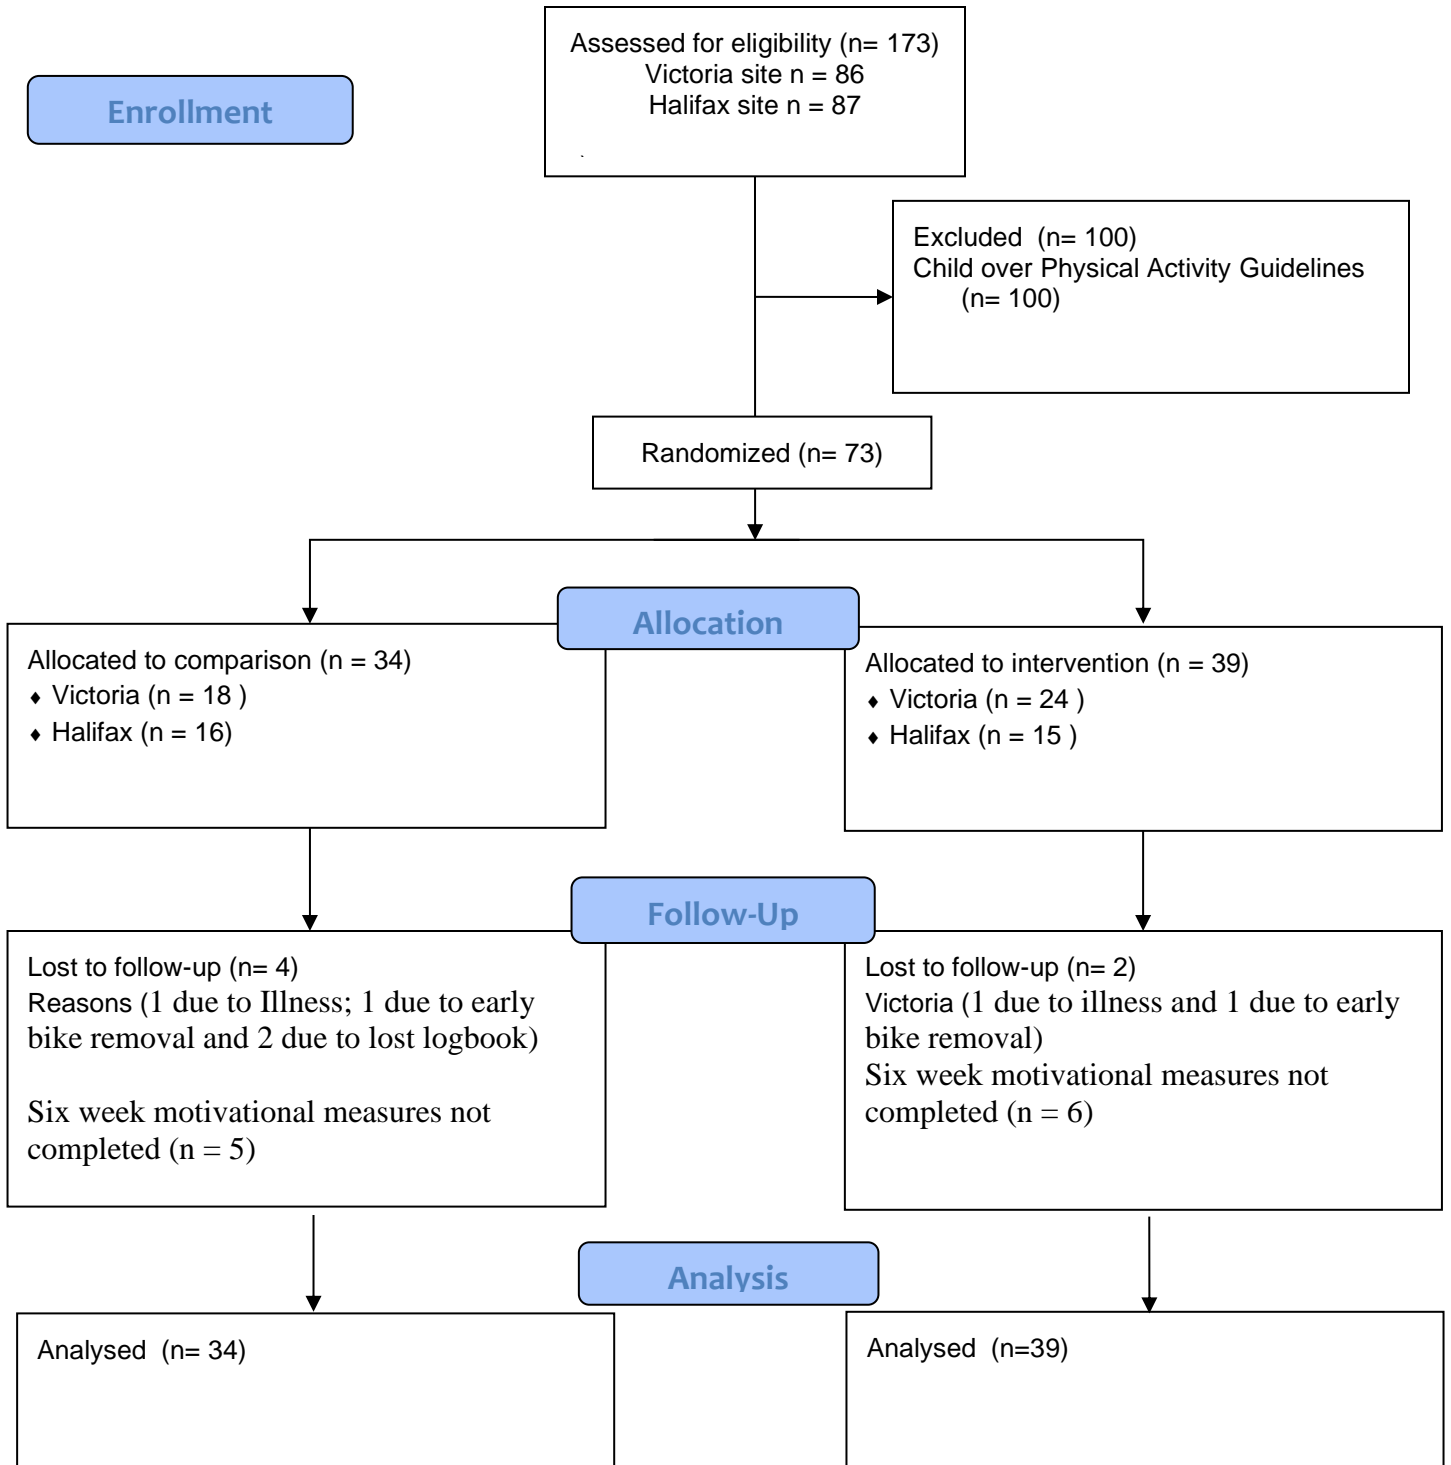 Assessed for eligibility (n= 173)
Victoria site n = 86
Halifax site n = 87
Enrollment
Excluded (n= 100)
Child over Physical Activity Guidelines
(n= 100)
Randomized (n= 73)
Allocation
Allocated to comparison (n = 34)
♦ Victoria (n = 18 )
♦ Halifax (n = 16)
Allocated to intervention (n = 39)
♦ Victoria (n = 24 )
♦ Halifax (n = 15 )
Follow-Up
Lost to follow-up (n= 4)
Reasons (1 due to Illness; 1 due to early
bike removal and 2 due to lost logbook)
Six week motivational measures not
completed (n = 5)
Lost to follow-up (n= 2)
Victoria (1 due to illness and 1 due to early
bike removal)
Six week motivational measures not
completed (n = 6)
Analysis
Analysed (n= 34)
Analysed (n=39)